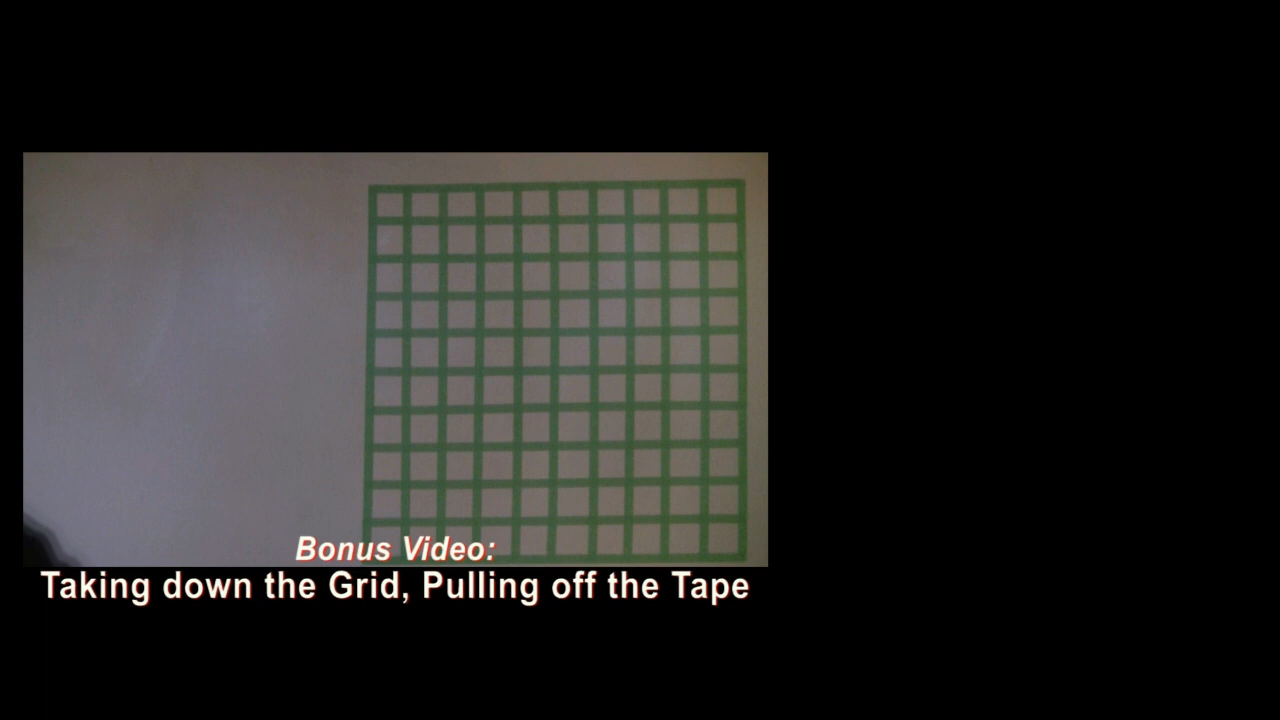 Bonus Video:
Taking down the Grid, Pulling off the Tape